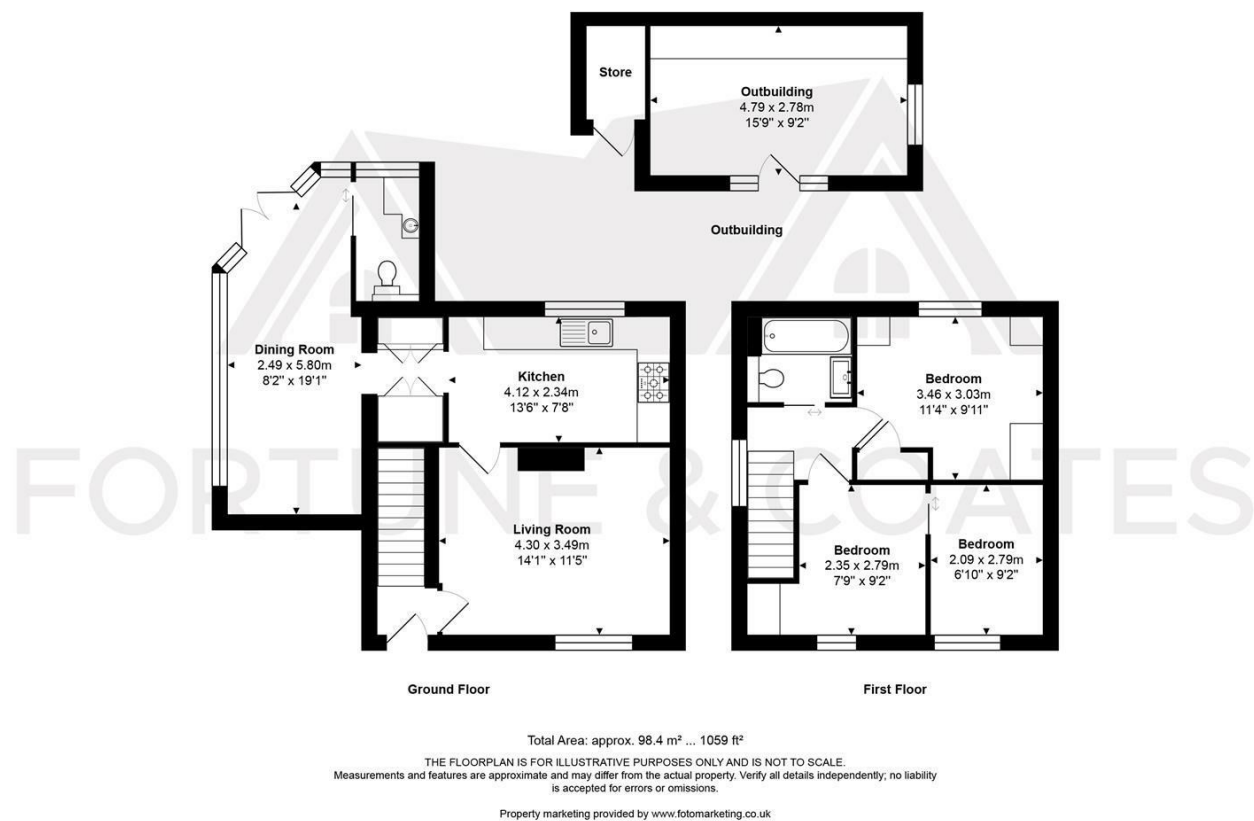 Store
Outbuilding
4.79 x 2.78m
15'9" x 9'2"
Outbuilding
Dining Room
2.49 x 5.80m
8'2" x 19'1"
Kitchen
4.12 x 2.34m
13'6" x 7'8"
Bedroom
3.46 x 3.03m
11'4" x 9'11"
FORTUNE & COATES
Living Room
4.30 x 3.49m
14'1" x 11'5"
Bedroom
2.35 x 2.79m
7'9" x 9'2"
Bedroom
2.09 x 2.79m
6'10" x 9'2"
Ground Floor
First Floor
Total Area: approx. 98.4 m² ... 1059 ft²
THE FLOORPLAN IS FOR ILLUSTRATIVE PURPOSES ONLY AND IS NOT TO SCALE.
Measurements and features are approximate and may differ from the actual property. Verify all details independently; no liability
is accepted for errors or omissions.
Property marketing provided by www.fotomarketing.co.uk